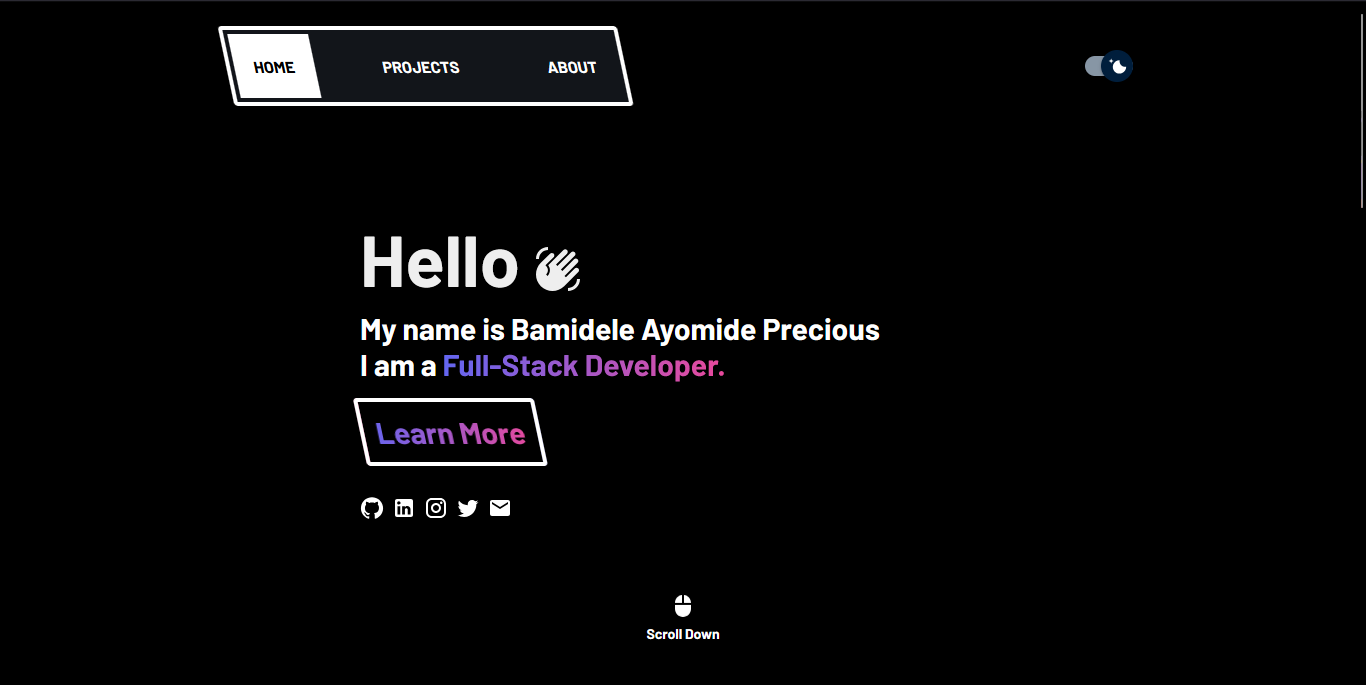 HOME
PROJECTS
ABOUT
Hello
My name is Bamidele Ayomide Precious
I am a Full-Stack Developer.
Learn More
Scroll Down